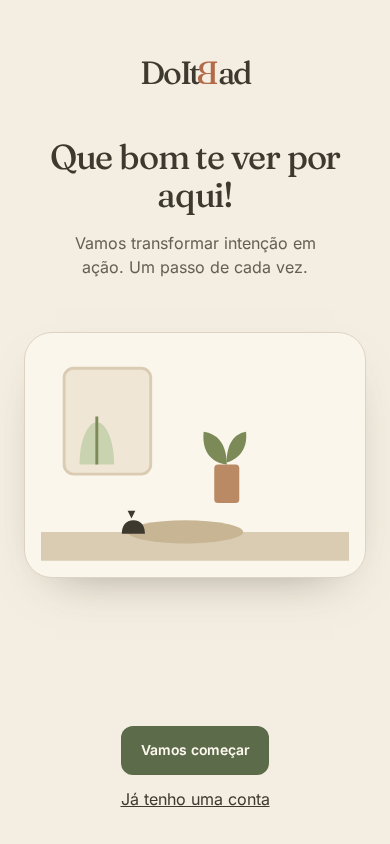 DoItBad
Que bom te ver por
aqui!
Vamos transformar intenção em
ação. Um passo de cada vez.
Vamos começar
Já tenho uma conta